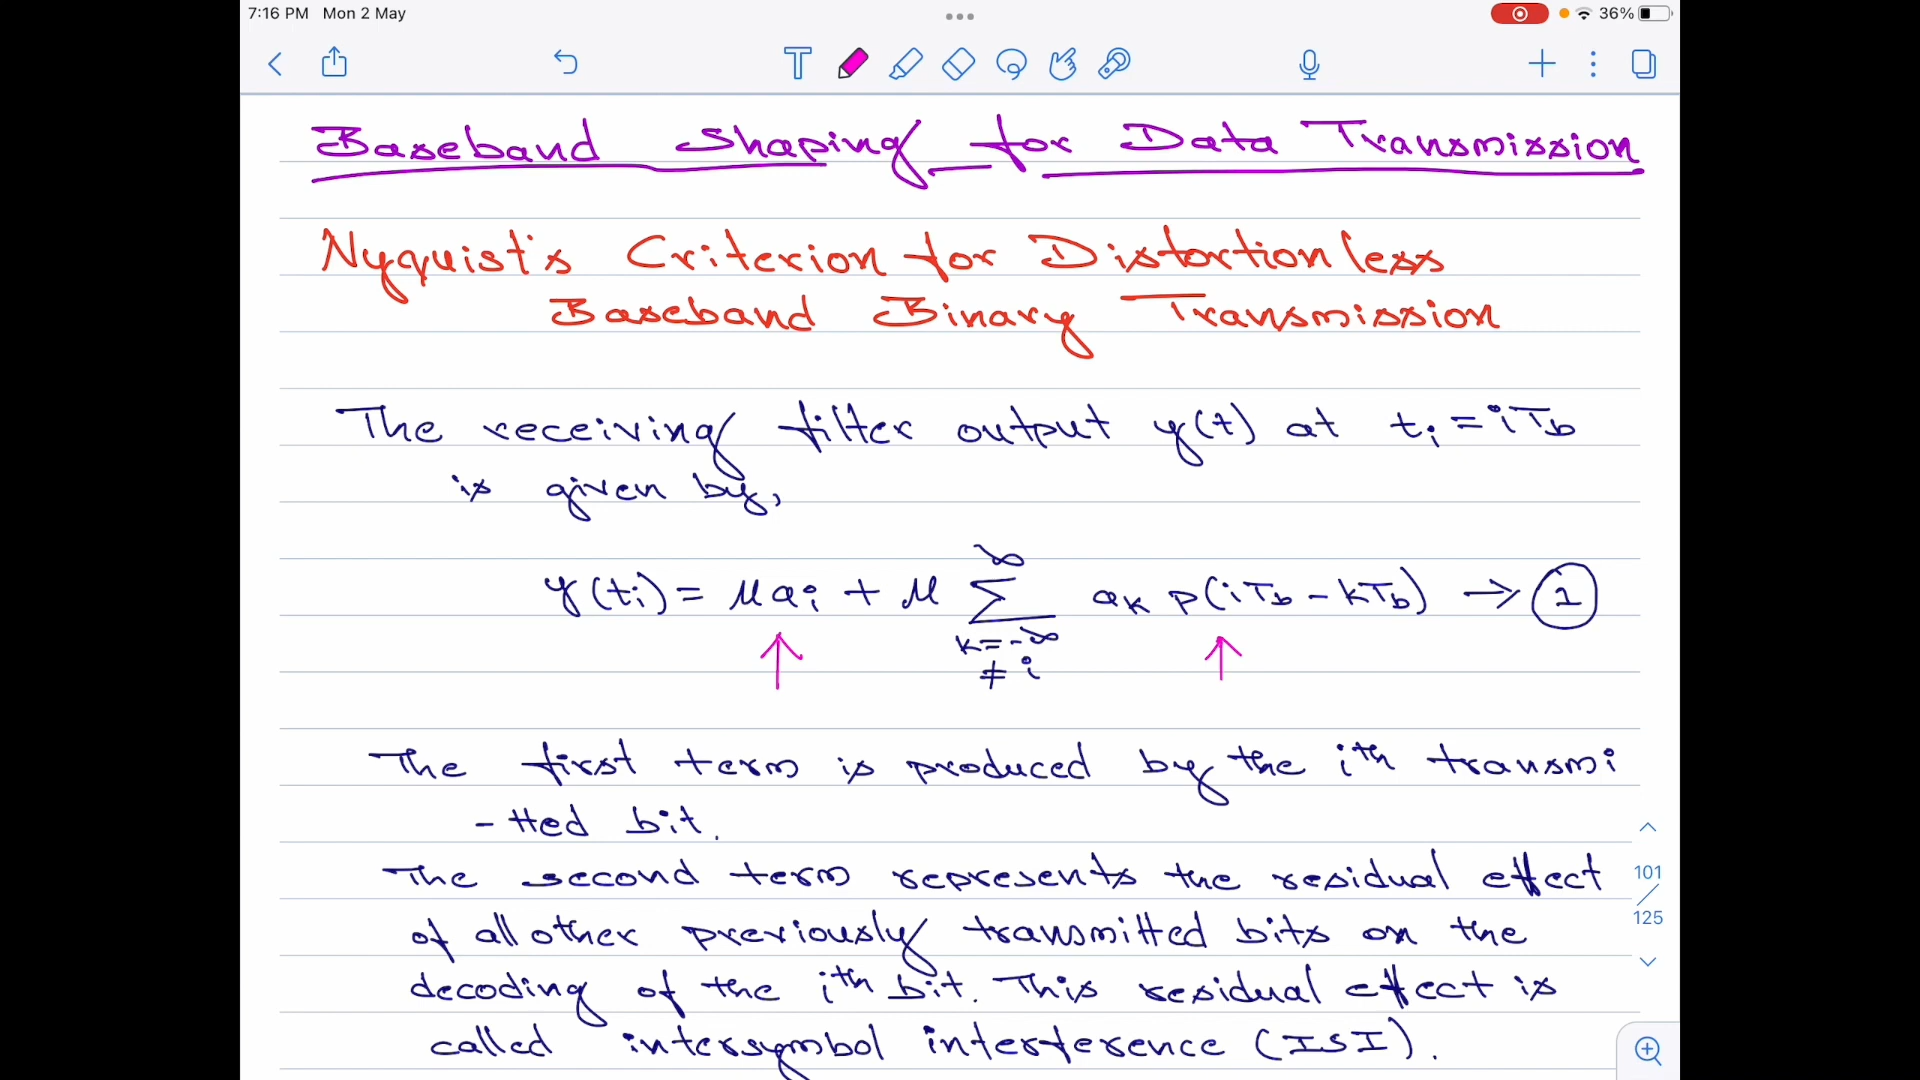 7:16 PM Mon 2 May
36%
Baseband Shaping for Data Transmission
Nyquist's Criterion for Distortionless
Baseband Binary Transmission
The receiving filter output y(t) at tᵢ = iT_b
is given by,
y(tᵢ) = μaᵢ + μ ∑ aₖ p(iT_b - kT_b) → ①
∞
k=-∞
≠ i
The first term is produced by the iᵗʰ transmi
-tted bit.
The second term represents the residual effect
of all other previously transmitted bits on the
decoding of the iᵗʰ bit. This residual effect is
called intersymbol interference (ISI).
101
125